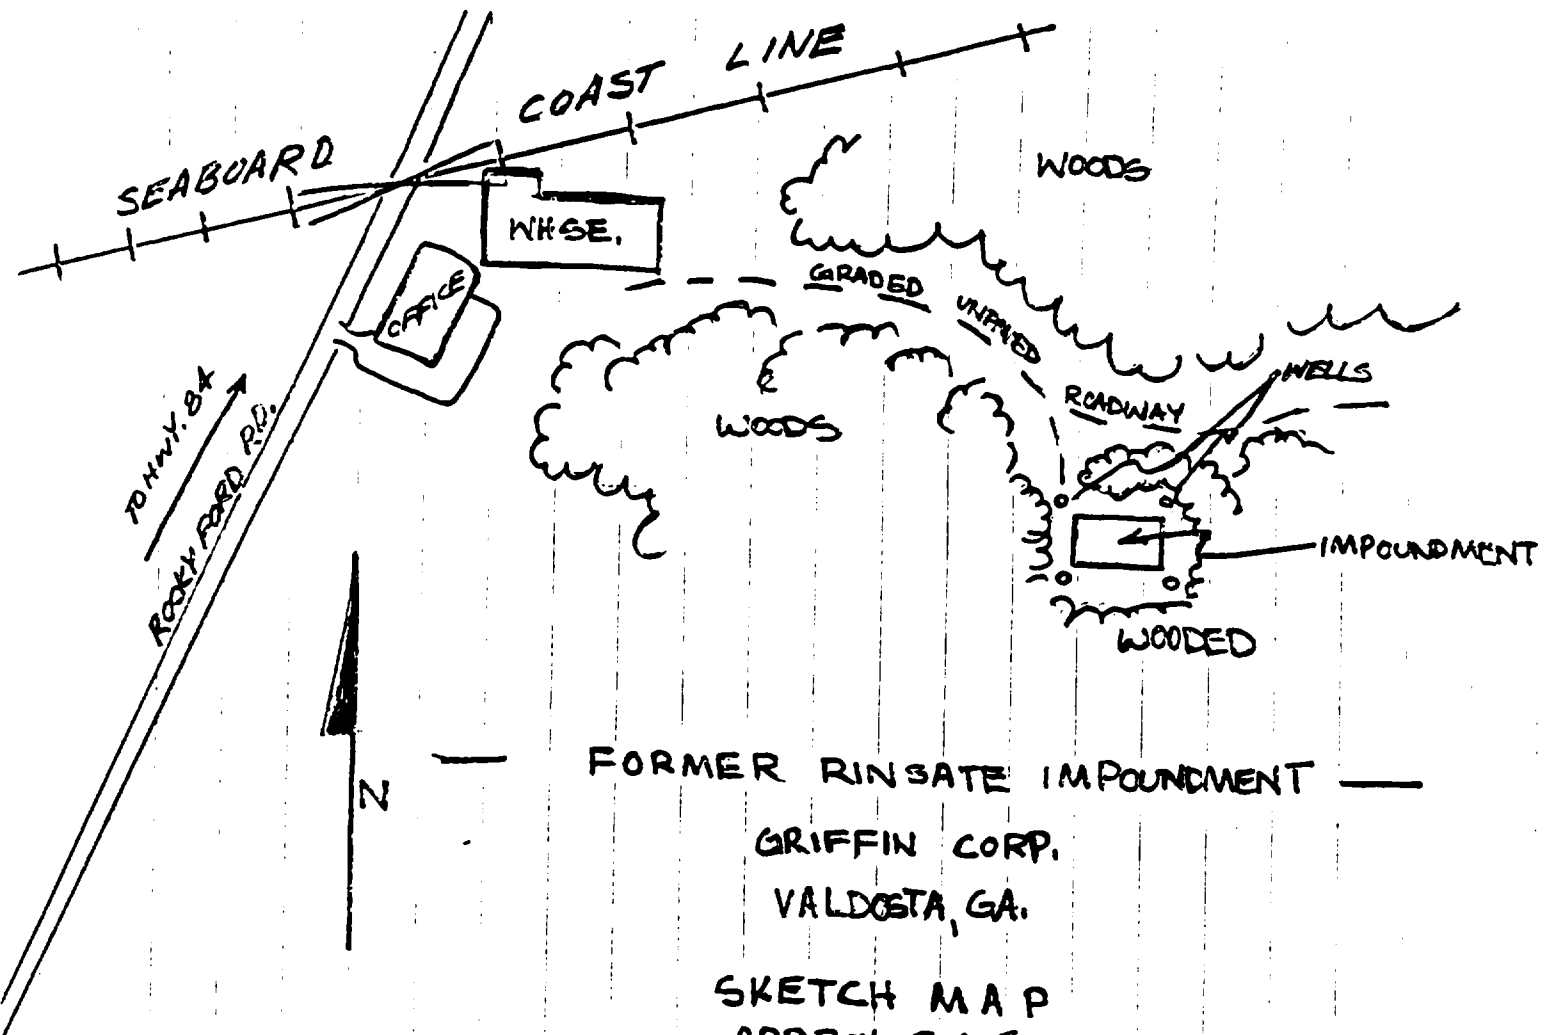 SEABOARD COAST LINE
WOODS
WHSE.
OFFICE
GRADED UNPAVED ROADWAY
WELLS
TO HWY. 84
ROCKY FORD RD.
WOODS
IMPOUNDMENT
WOODED
N
— FORMER RINSATE IMPOUNDMENT —
GRIFFIN CORP.
VALDOSTA, GA.
SKETCH MAP